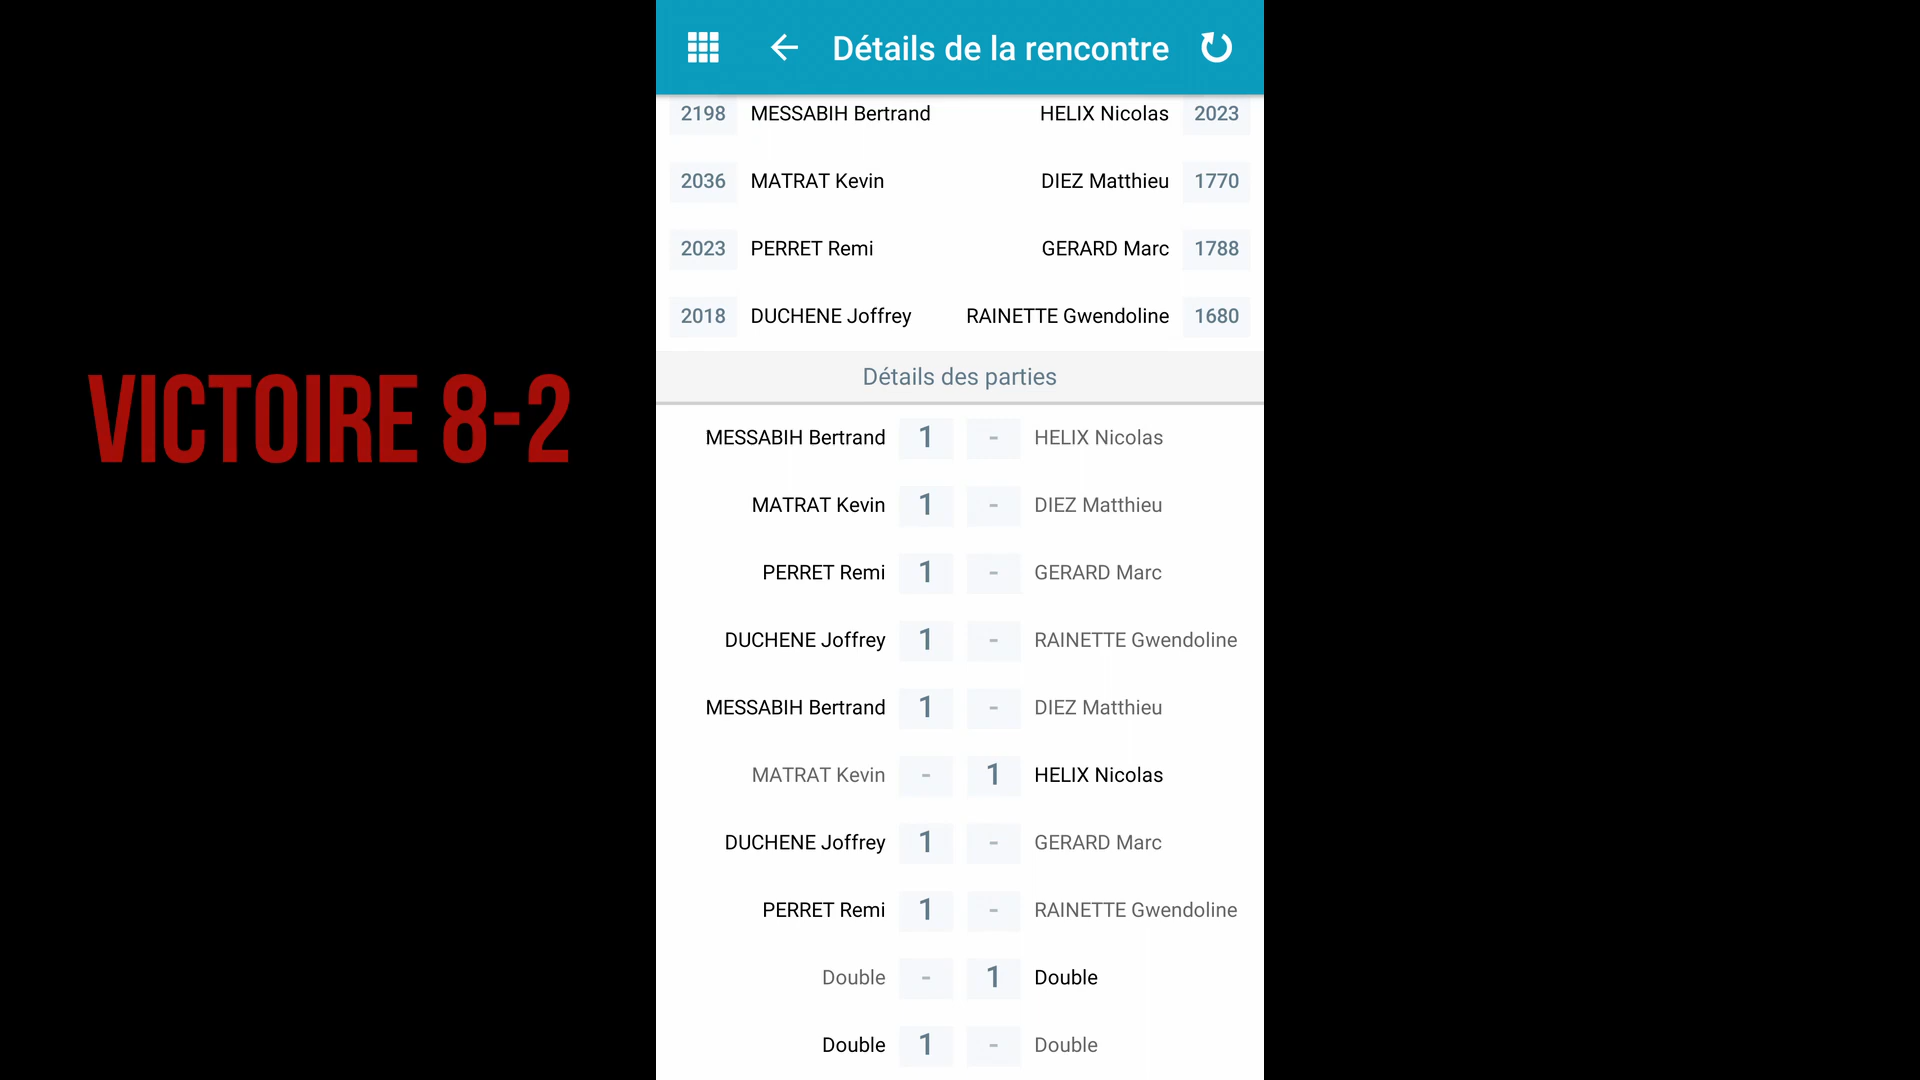 Détails de la rencontre
2198 MESSABIH Bertrand HELIX Nicolas 2023
2036 MATRAT Kevin DIEZ Matthieu 1770
2023 PERRET Remi GERARD Marc 1788
2018 DUCHENE Joffrey RAINETTE Gwendoline 1680
Détails des parties
MESSABIH Bertrand 1 - HELIX Nicolas
MATRAT Kevin 1 - DIEZ Matthieu
PERRET Remi 1 - GERARD Marc
DUCHENE Joffrey 1 - RAINETTE Gwendoline
MESSABIH Bertrand 1 - DIEZ Matthieu
MATRAT Kevin - 1 HELIX Nicolas
DUCHENE Joffrey 1 - GERARD Marc
PERRET Remi 1 - RAINETTE Gwendoline
Double - 1 Double
Double 1 - Double
VICTOIRE 8-2